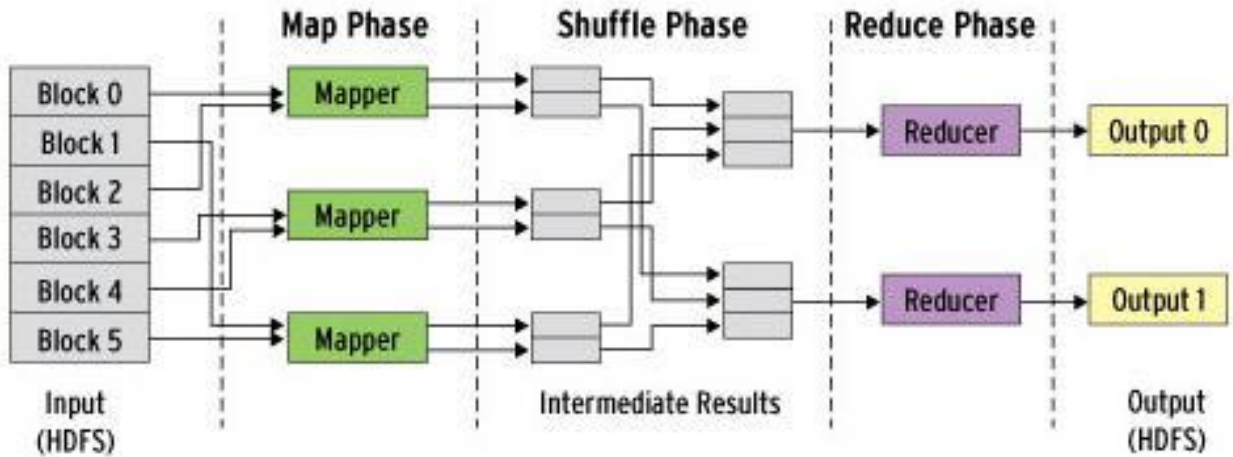 Map Phase
Shuffle Phase
Reduce Phase
Block 0
Block 1
Block 2
Block 3
Block 4
Block 5
Mapper
Mapper
Mapper
Reducer
Reducer
Output 0
Output 1
Input
(HDFS)
Intermediate Results
Output
(HDFS)